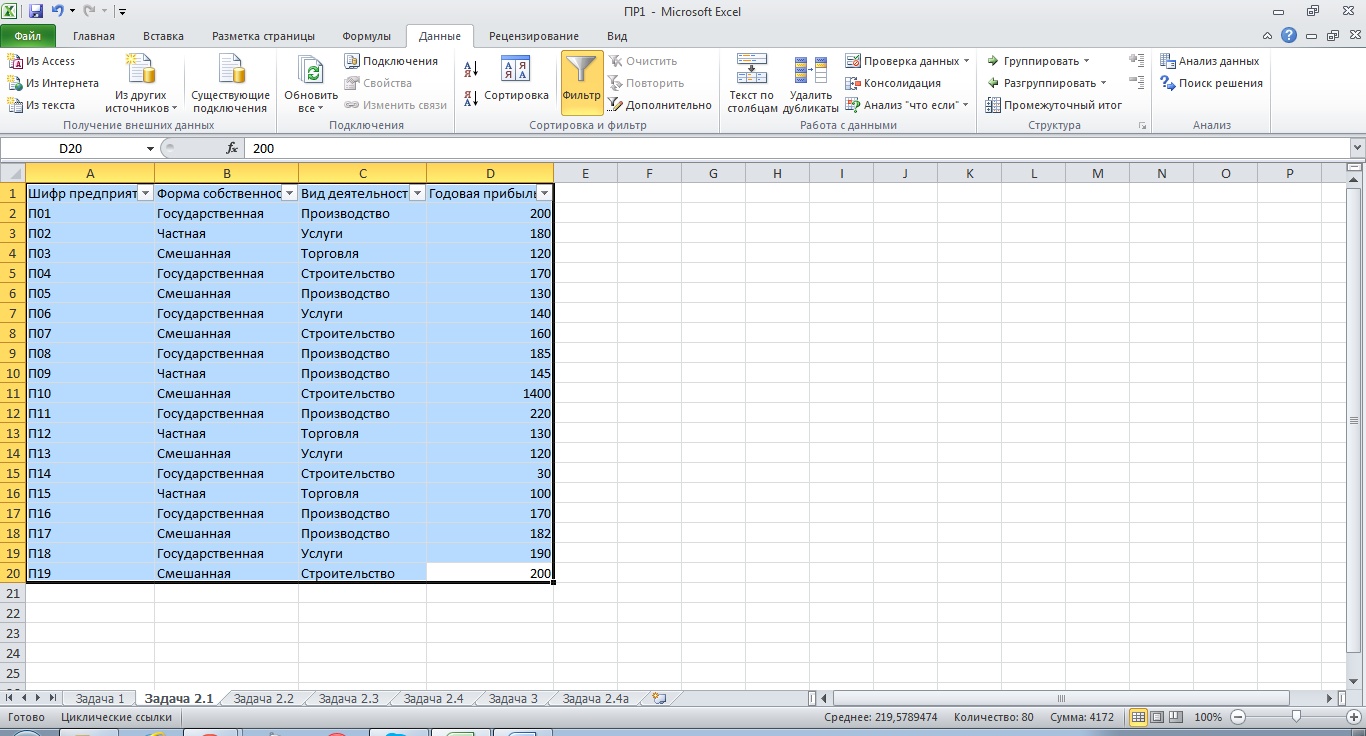 ПР1 - Microsoft Excel
Файл Главная Вставка Разметка страницы Формулы Данные Рецензирование Вид
Из Access
Из Интернета
Из текста
Из других источников
Существующие подключения
Получение внешних данных
Обновить все
Подключения
Свойства
Изменить связи
Подключения
Сортировка
Фильтр
Очистить
Повторить
Дополнительно
Сортировка и фильтр
Текст по столбцам
Удалить дубликаты
Проверка данных
Консолидация
Анализ "что если"
Работа с данными
Группировать
Разгруппировать
Промежуточный итог
Структура
Анализ данных
Поиск решения
Анализ
D20 fx 200
A B C D E F G H I J K L M N O P
1 Шифр предприят Форма собственнос Вид деятельност Годовая прибыль
2 П01 Государственная Производство 200
3 П02 Частная Услуги 180
4 П03 Смешанная Торговля 120
5 П04 Государственная Строительство 170
6 П05 Смешанная Производство 130
7 П06 Государственная Услуги 140
8 П07 Смешанная Строительство 160
9 П08 Государственная Производство 185
10 П09 Частная Производство 145
11 П10 Смешанная Строительство 1400
12 П11 Государственная Производство 220
13 П12 Частная Торговля 130
14 П13 Смешанная Услуги 120
15 П14 Государственная Строительство 30
16 П15 Частная Торговля 100
17 П16 Государственная Производство 170
18 П17 Смешанная Производство 182
19 П18 Государственная Услуги 190
20 П19 Смешанная Строительство 200
21
22
23
24
25
Задача 1 Задача 2.1 Задача 2.2 Задача 2.3 Задача 2.4 Задача 3 Задача 2.4а
Готово Циклические ссылки Среднее: 219,5789474 Количество: 80 Сумма: 4172 100%